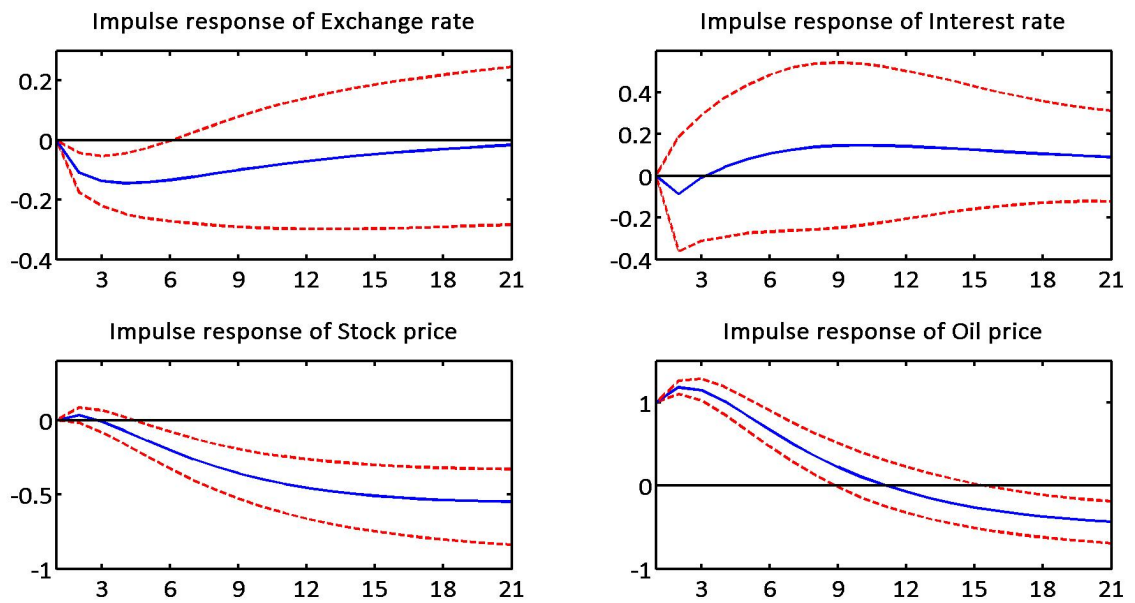 Impulse response of Exchange rate
0.2
0
-0.2
-0.4
3 6 9 12 15 18 21
Impulse response of Interest rate
0.4
0.2
0
-0.2
-0.4
3 6 9 12 15 18 21
Impulse response of Stock price
0
-0.5
-1
3 6 9 12 15 18 21
Impulse response of Oil price
1
0
-1
3 6 9 12 15 18 21